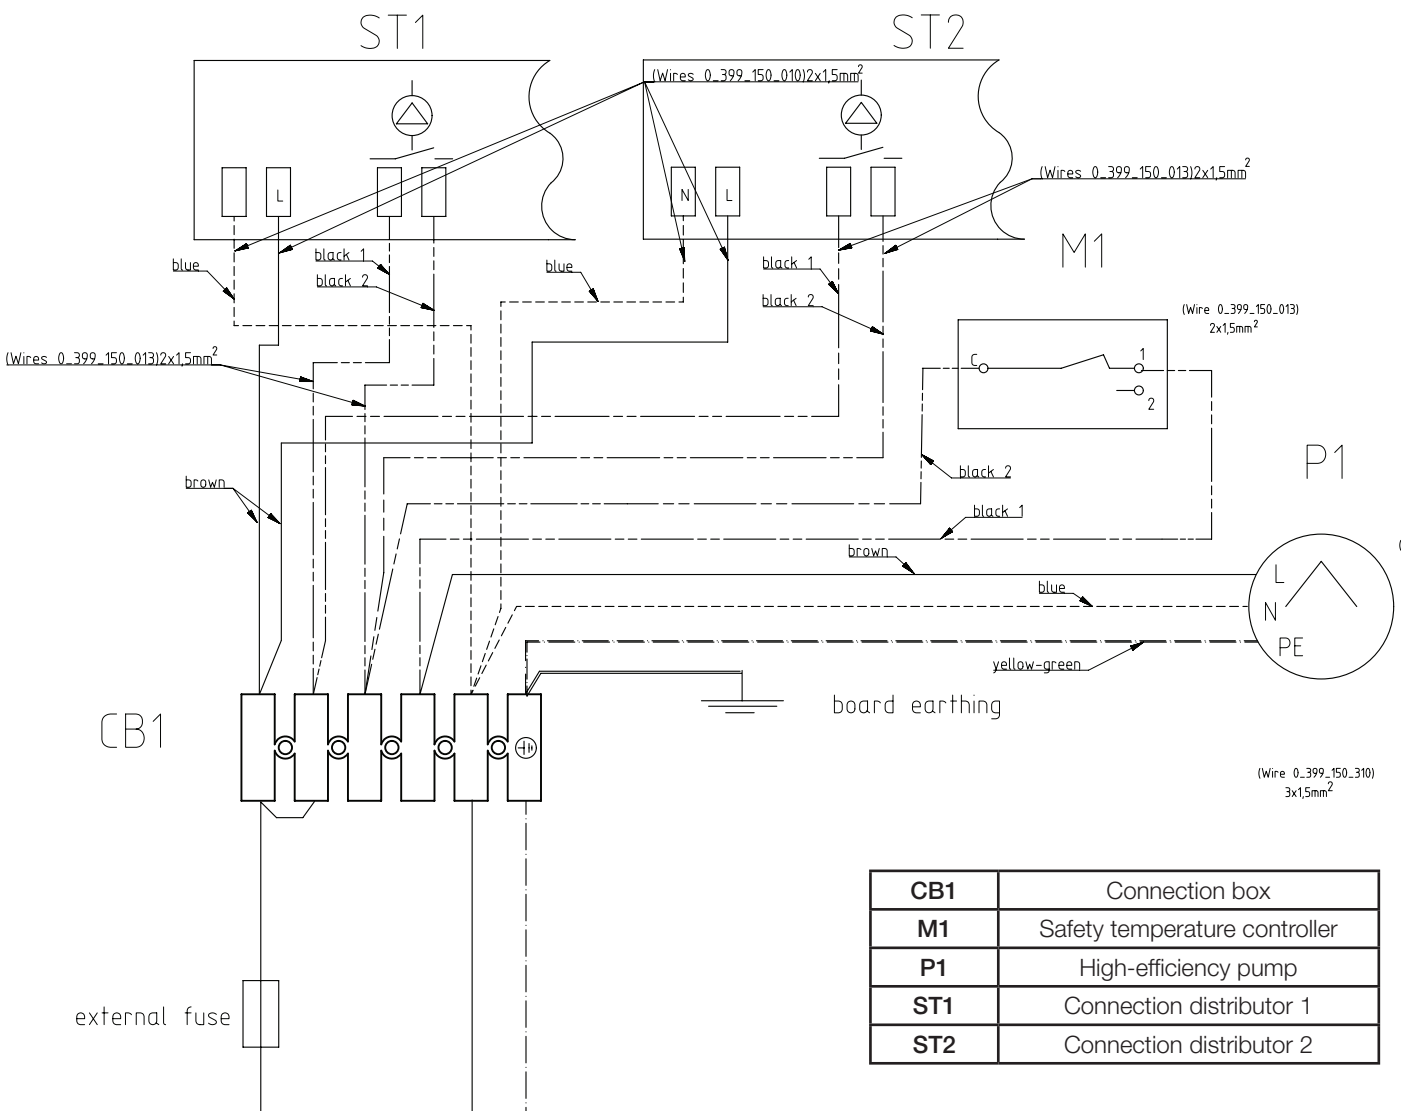 ST1
ST2
(Wires 0_399_150_010)2x1,5mm²
(Wires 0_399_150_013)2x1,5mm²
L
N
L
M1
blue
black 1
black 2
blue
black 1
black 2
(Wire 0_399_150_013)
2x1,5mm²
(Wires 0_399_150_013)2x1,5mm²
C
1
2
P1
brown
black 2
black 1
brown
blue
L
N
PE
yellow-green
board earthing
CB1
(Wire 0_399_150_310)
3x1,5mm²
external fuse
CB1 Connection box
M1 Safety temperature controller
P1 High-efficiency pump
ST1 Connection distributor 1
ST2 Connection distributor 2